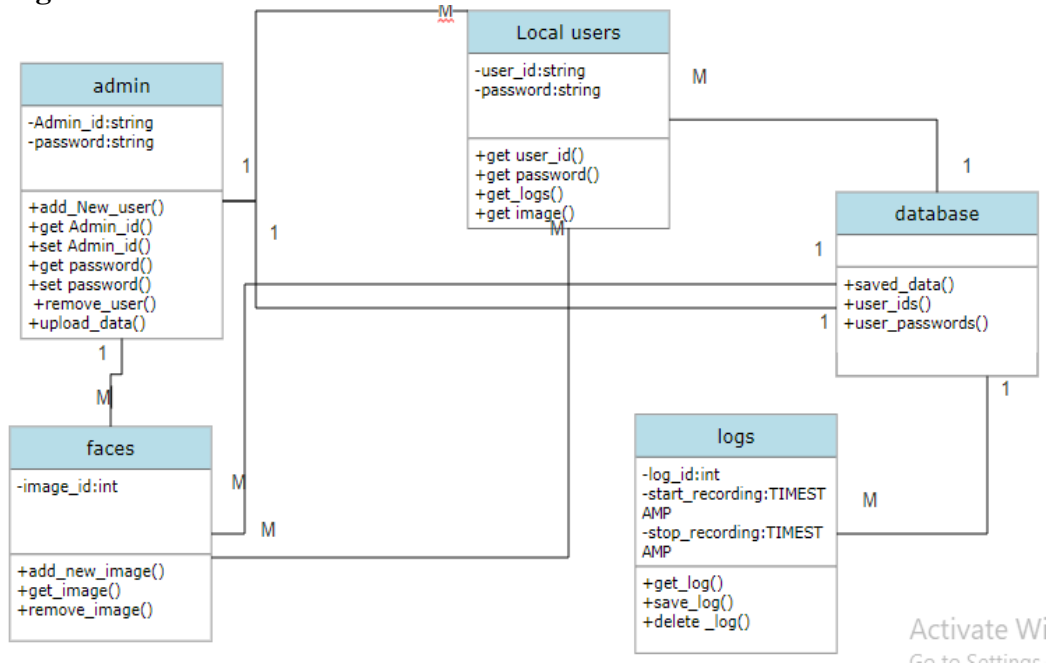 M
Local users
-user_id:string
-password:string
+get user_id()
+get password()
+get_logs()
+get image()
M
M
admin
-Admin_id:string
-password:string
+add_New_user()
+get Admin_id()
+set Admin_id()
+get password()
+set password()
+remove_user()
+upload_data()
1
1
1
M
1
database
+saved_data()
+user_ids()
+user_passwords()
1
1
1
faces
-image_id:int
+add_new_image()
+get_image()
+remove_image()
M
M
logs
-log_id:int
-start_recording:TIMEST
AMP
-stop_recording:TIMEST
AMP
+get_log()
+save_log()
+delete _log()
M
Activate Wi
Go to Settings